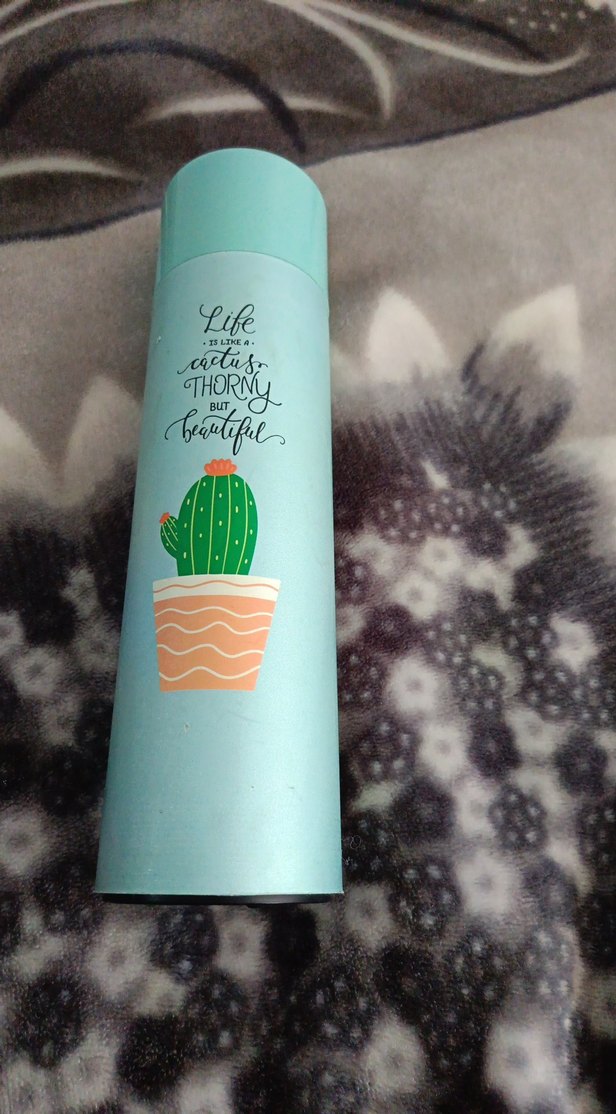 Life
· IS LIKE A ·
cactus,
THORNY
BUT
beautiful